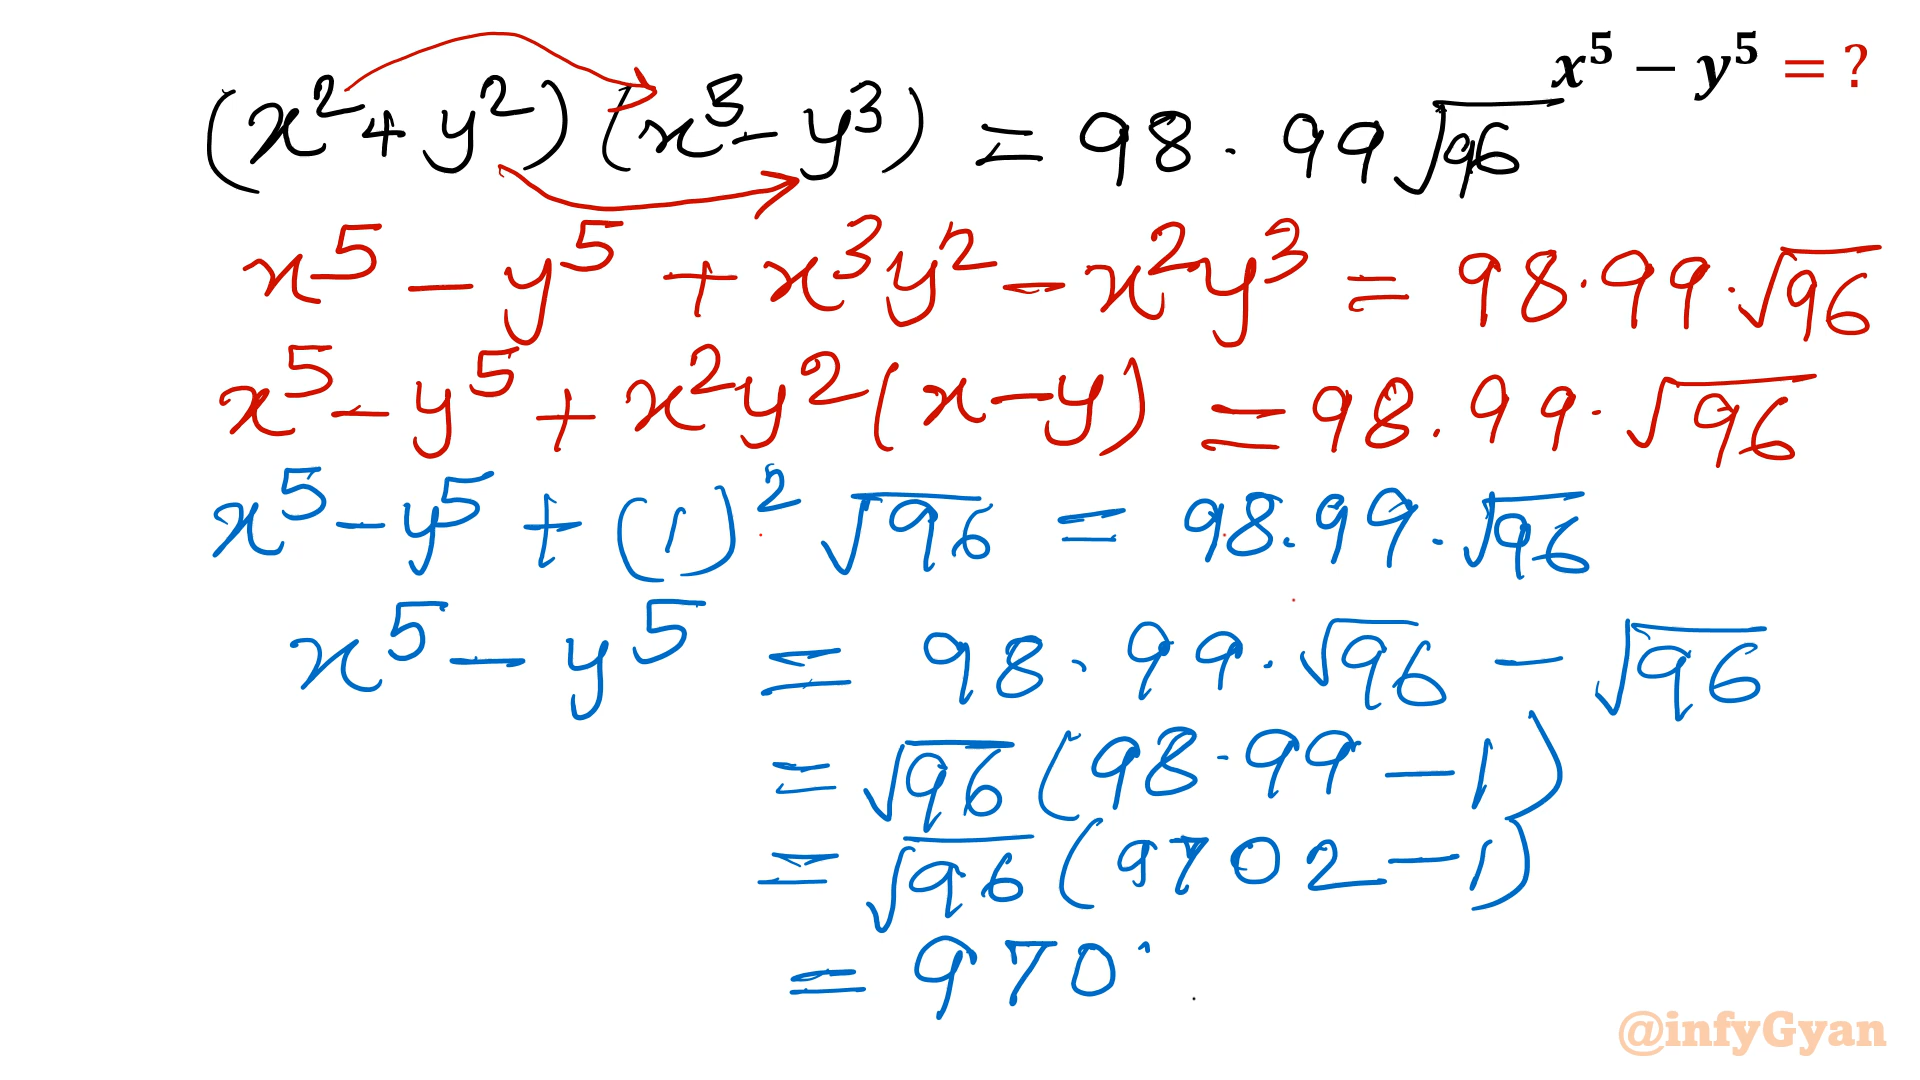 x⁵ − y⁵ = ?
(x² + y²) (x³ − y³) = 98 · 99 √96
x⁵ − y⁵ + x³y² − x²y³ = 98 · 99 · √96
x⁵ − y⁵ + x²y² (x − y) = 98 · 99 · √96
x⁵ − y⁵ + (1)² · √96 = 98 · 99 · √96
x⁵ − y⁵ = 98 · 99 · √96 − √96
= √96 (98 · 99 − 1)
= √96 (9702 − 1)
= 970
@infyGyan